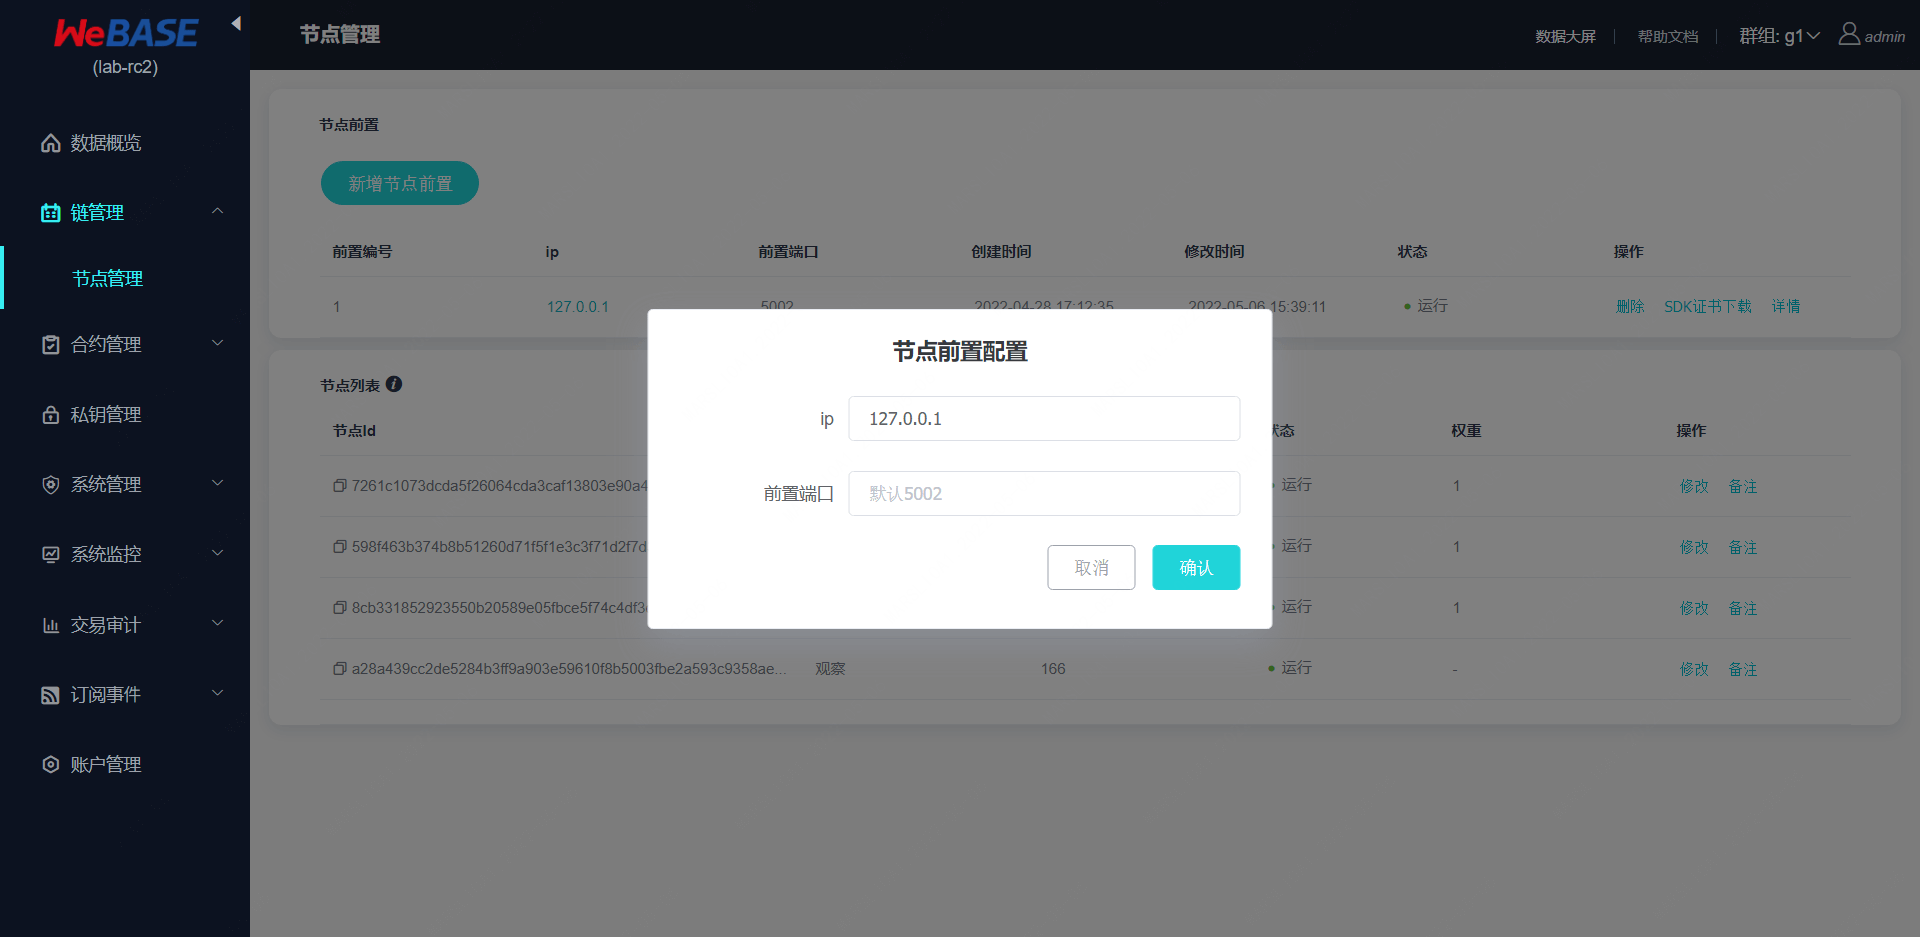 WeBASE
(lab-rc2)
数据概览
链管理
节点管理
合约管理
私钥管理
系统管理
系统监控
交易审计
订阅事件
账户管理
节点管理
数据大屏
帮助文档
群组: g1
admin
节点前置
新增节点前置
前置编号 ip 前置端口 创建时间 修改时间 状态 操作
1 127.0.0.1 5002 2022-04-28 17:12:35 2022-05-06 15:39:11 运行 删除 SDK证书下载 详情
节点前置配置
ip 127.0.0.1
前置端口 默认5002
取消 确认
节点列表
节点Id 状态 权重 操作
7261c1073dcda5f26064cda3caf13803e90a4 运行 1 修改 备注
598f463b374b8b51260d71f5f1e3c3f71d2f7d 运行 1 修改 备注
8cb331852923550b20589e05fbce5f74c4df3 运行 1 修改 备注
a28a439cc2de5284b3ff9a903e59610f8b5003fbe2a593c9358ae... 观察 166 运行 - 修改 备注